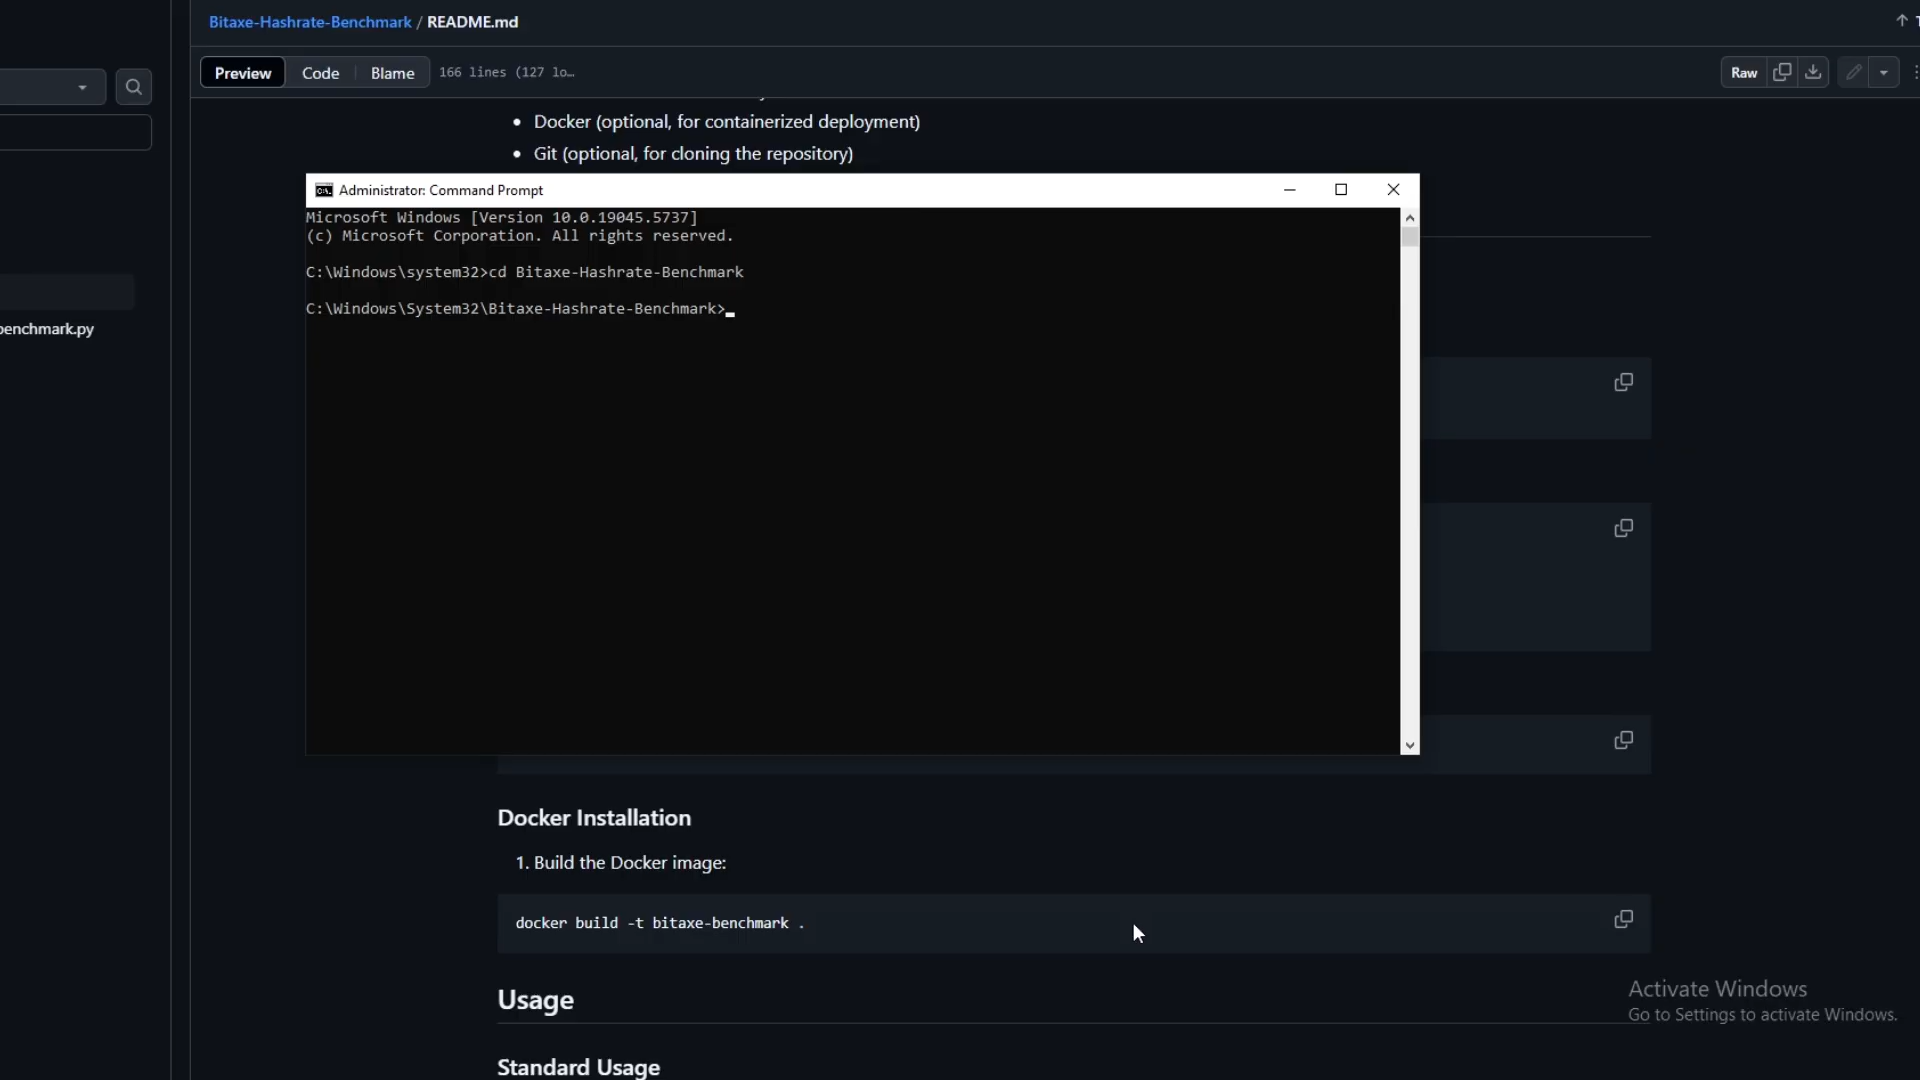 Bitaxe-Hashrate-Benchmark / README.md
Preview Code Blame 166 lines (127 lo…
Raw
Docker (optional, for containerized deployment)
Git (optional, for cloning the repository)
Administrator: Command Prompt
Microsoft Windows [Version 10.0.19045.5737]
(c) Microsoft Corporation. All rights reserved.
C:\Windows\system32>cd Bitaxe-Hashrate-Benchmark
C:\Windows\System32\Bitaxe-Hashrate-Benchmark>
benchmark.py
Docker Installation
1. Build the Docker image:
docker build -t bitaxe-benchmark .
Usage
Activate Windows
Go to Settings to activate Windows.
Standard Usage